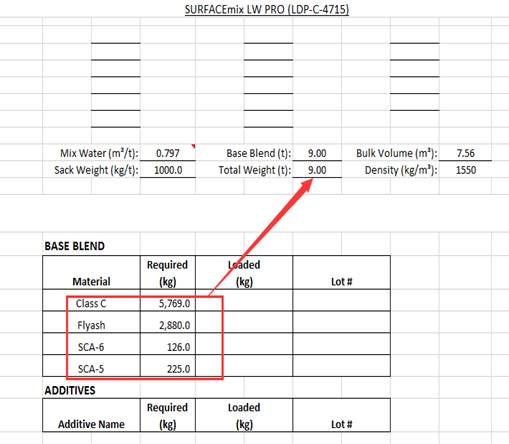 SURFACEmix LW PRO (LDP-C-4715)
Mix Water (m³/t): 0.797 Base Blend (t): 9.00 Bulk Volume (m³): 7.56
Sack Weight (kg/t): 1000.0 Total Weight (t): 9.00 Density (kg/m³): 1550
BASE BLEND
Material Required (kg) Loaded (kg) Lot #
Class C 5,769.0
Flyash 2,880.0
SCA-6 126.0
SCA-5 225.0
ADDITIVES
Additive Name Required (kg) Loaded (kg) Lot #